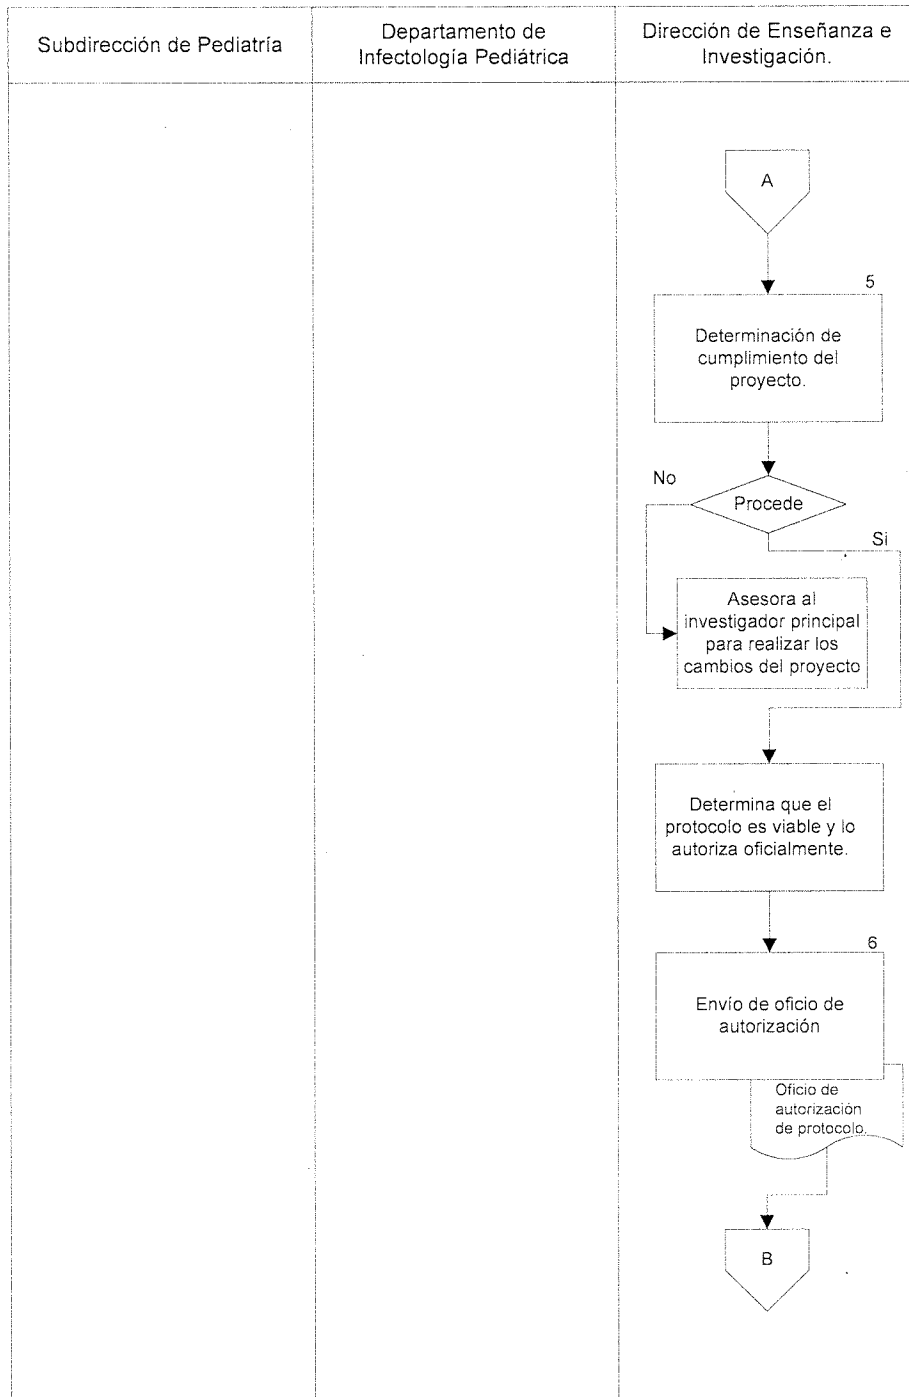 Subdirección de Pediatría
Departamento de
Infectología Pediátrica
Dirección de Enseñanza e
Investigación.
A
5
Determinación de
cumplimiento del
proyecto.
No
Procede
Si
Asesora al
investigador principal
para realizar los
cambios del proyecto
Determina que el
protocolo es viable y lo
autoriza oficialmente.
6
Envío de oficio de
autorización
Oficio de
autorización
de protocolo.
B